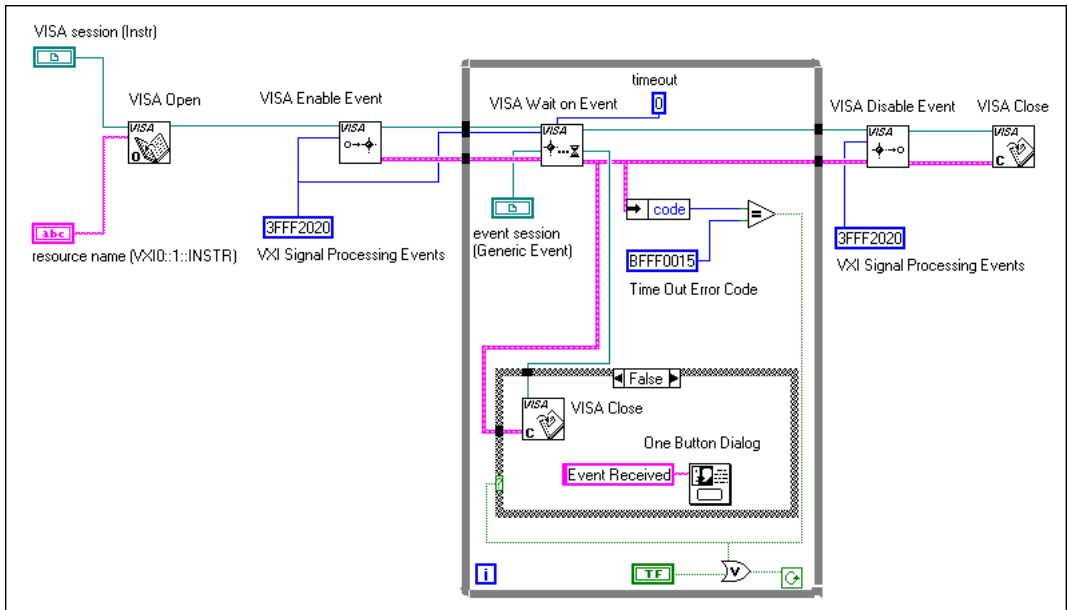 VISA session (Instr)
VISA Open
VISA
O
abc
resource name (VXI0::1::INSTR)
VISA Enable Event
VISA
3FFF2020
VXI Signal Processing Events
timeout
0
VISA Wait on Event
VISA
event session
(Generic Event)
code
=
BFFF0015
Time Out Error Code
False
VISA
C
VISA Close
One Button Dialog
Event Received
?
i
TF
V
VISA Disable Event
VISA
3FFF2020
VXI Signal Processing Events
VISA Close
VISA
C